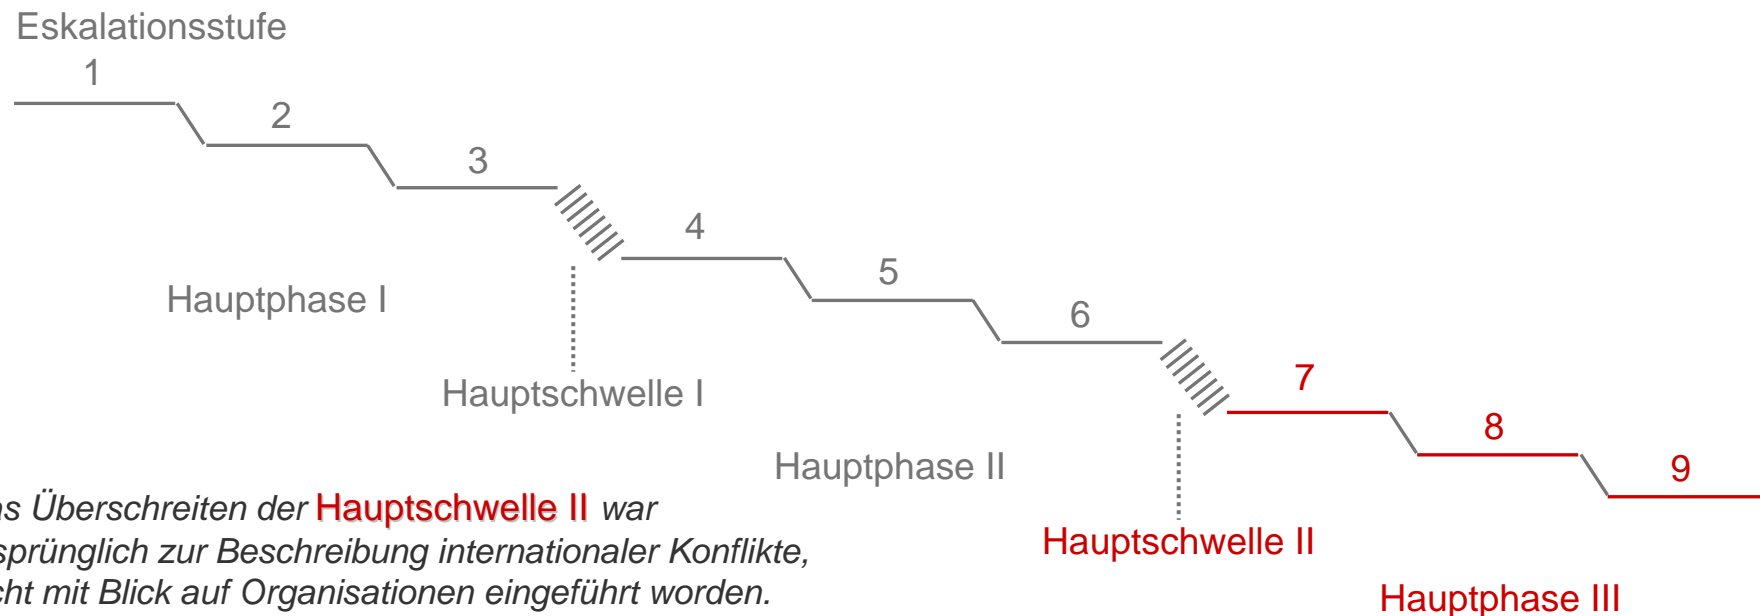 Eskalationsstufe
1
2
3
4
5
6
7
8
9
Hauptphase I
Hauptschwelle I
Hauptphase II
Hauptschwelle II
Hauptphase III
as Überschreiten der Hauptschwelle II war
sprünglich zur Beschreibung internationaler Konflikte,
cht mit Blick auf Organisationen eingeführt worden.